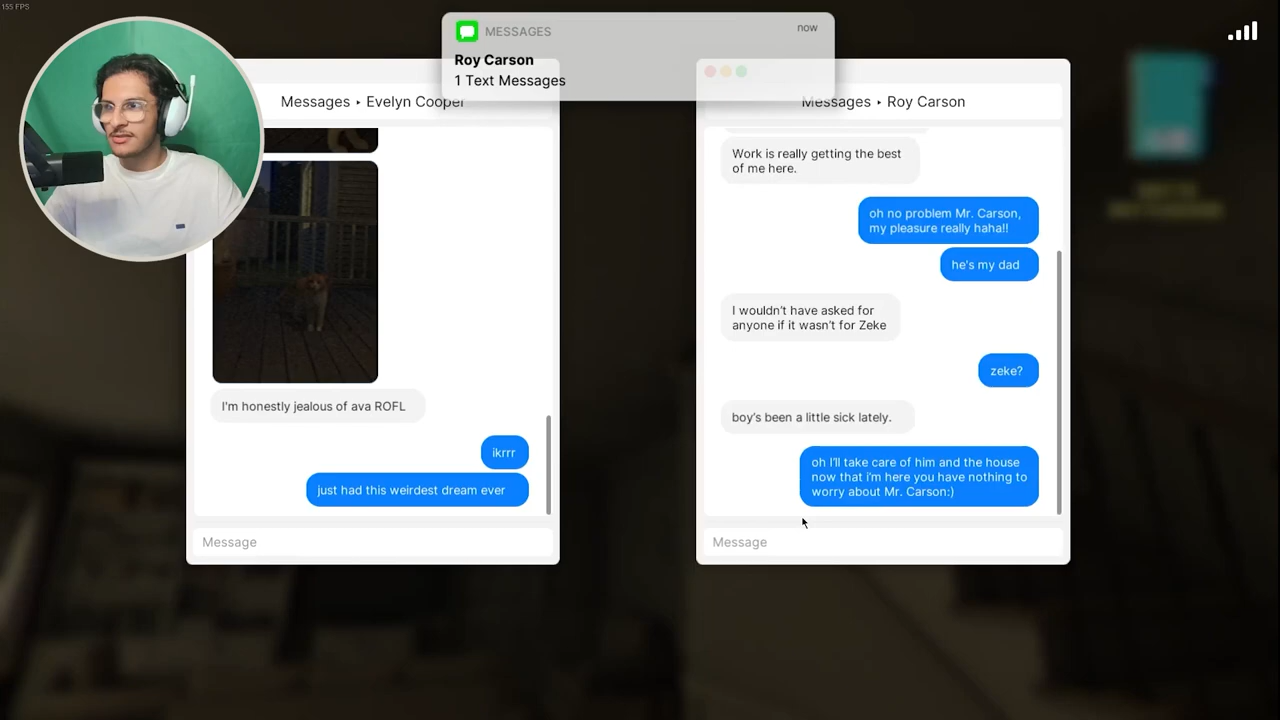 155 FPS
MESSAGES
now
Roy Carson
1 Text Messages
Messages ▸ Evelyn Cooper
I'm honestly jealous of ava ROFL
ikrrr
just had this weirdest dream ever
Message
Messages ▸ Roy Carson
Work is really getting the best
of me here.
oh no problem Mr. Carson,
my pleasure really haha!!
he's my dad
I wouldn't have asked for
anyone if it wasn't for Zeke
zeke?
boy's been a little sick lately.
oh I'll take care of him and the house
now that i'm here you have nothing to
worry about Mr. Carson:)
Message